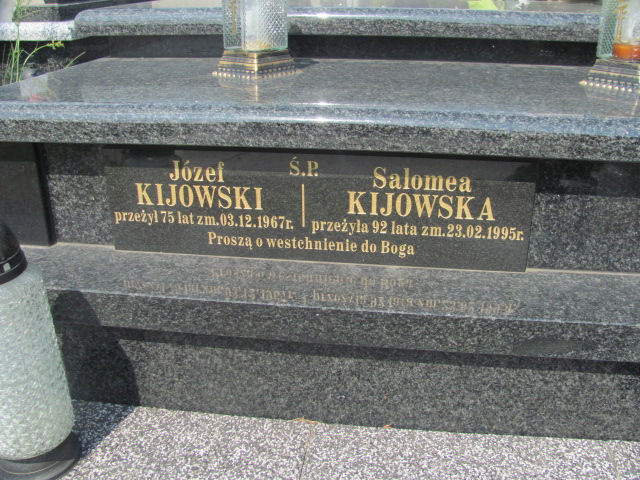 Ś.P.
Józef
KIJOWSKI
przeżył 75 lat zm.03.12.1967r.
Salomea
KIJOWSKA
przeżyła 92 lata zm.23.02.1995r.
Proszą o westchnienie do Boga